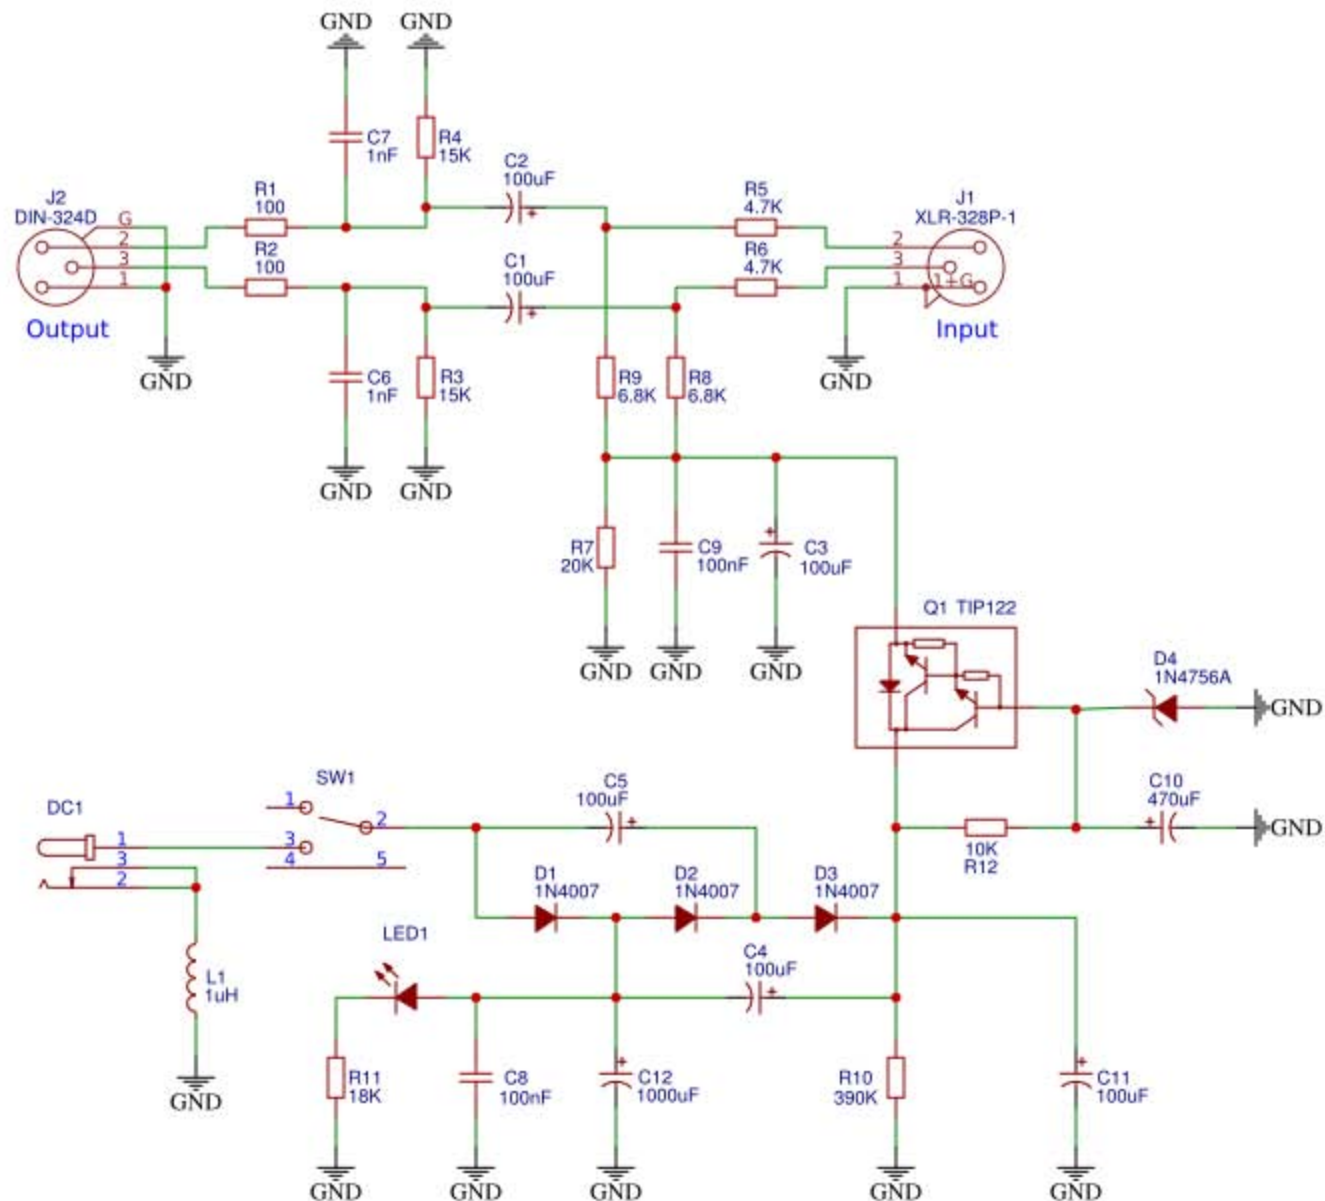 GND GND
C7
1nF
R4
15K
C2
100uF
J2
DIN-324D
G
2
3
1
R1
100
R2
100
C1
100uF
R5
4.7K
R6
4.7K
J1
XLR-328P-1
2
3
1
1
G
Output
Input
GND
GND
C6
1nF
R3
15K
R9
6.8K
R8
6.8K
GND GND
R7
20K
C9
100nF
C3
100uF
GND GND GND
Q1 TIP122
D4
1N4756A
GND
SW1
DC1
1
3
2
1
2
3
4
5
C5
100uF
C10
470uF
GND
10K
R12
D1
1N4007
D2
1N4007
D3
1N4007
LED1
C4
100uF
L1
1uH
GND
R11
18K
C8
100nF
C12
1000uF
R10
390K
C11
100uF
GND GND GND GND GND